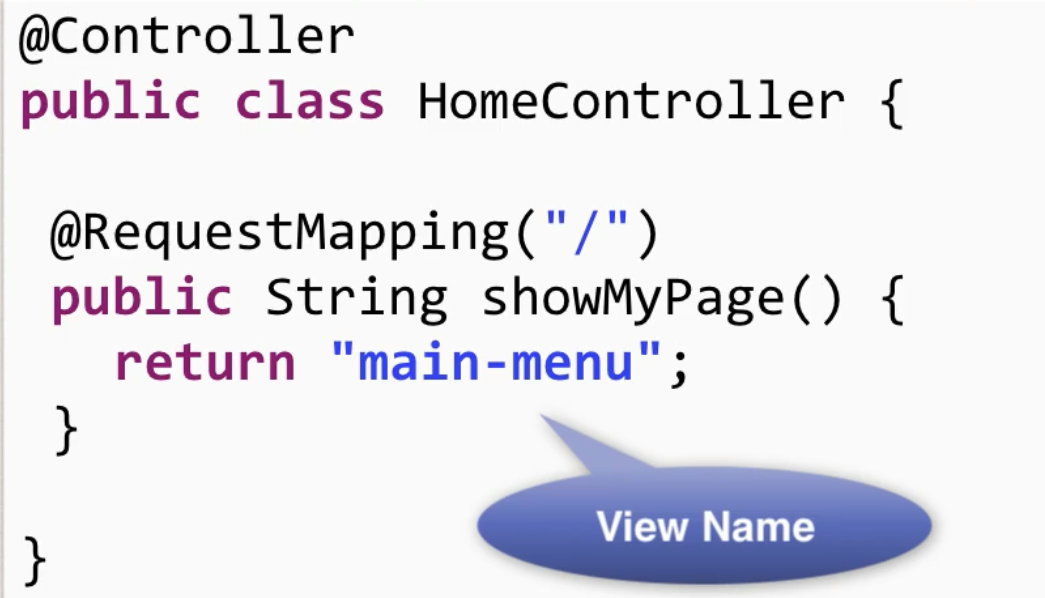 @Controller
public class HomeController {
@RequestMapping("/")
public String showMyPage() {
return "main-menu";
}
View Name
}